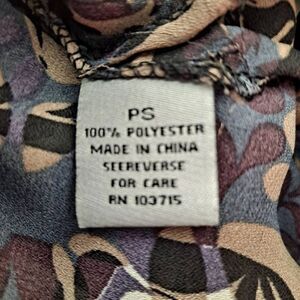 PS
100% POLYESTER
MADE IN CHINA
SEEREVERSE
FOR CARE
RN 103715